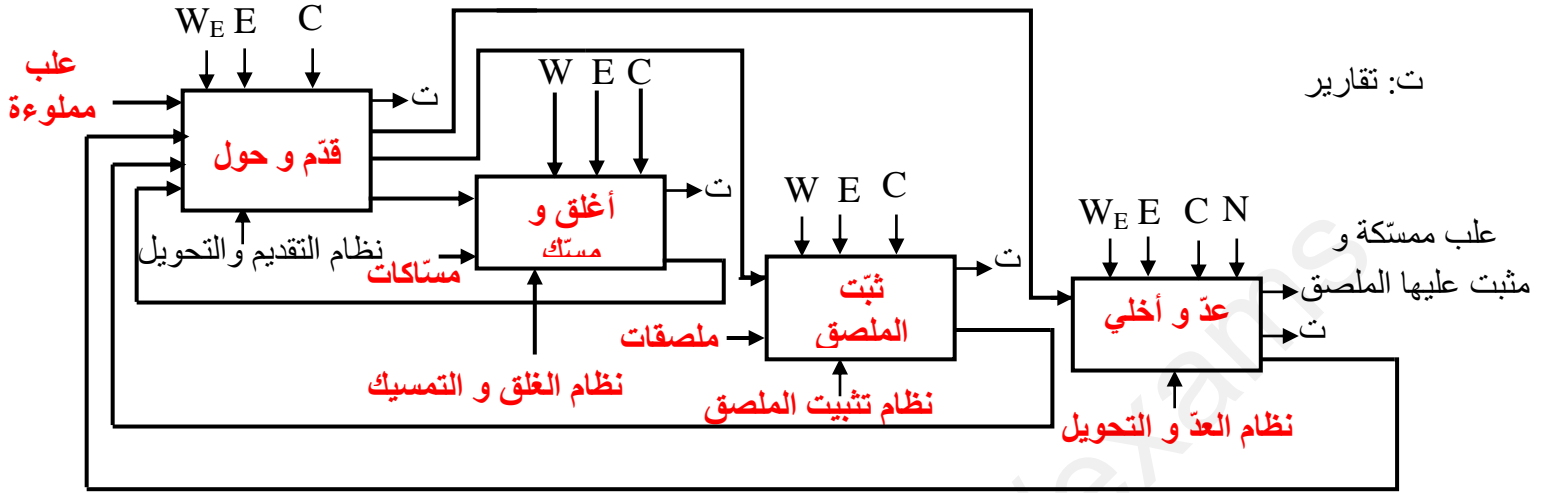 W_E E C
علب
مملوءة
ت
قدّم و حول
نظام التقديم والتحويل
W E C
ت
أغلق و
مسّك
مسّاكات
نظام الغلق و التمسيك
W E C
ت
ثبّت
الملصق
ملصقات
نظام تثبيت الملصق
W_E E C N
عدّ و أخلي
ت
نظام العدّ و التحويل
علب ممسّكة و
مثبت عليها الملصق
ت: تقارير
exams